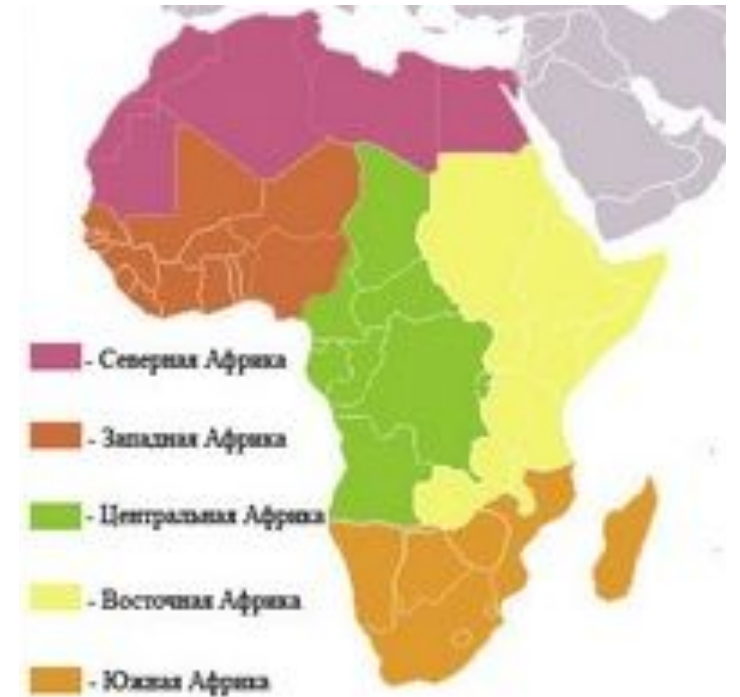 - Северная Африка
- Западная Африка
- Центральная Африка
- Восточная Африка
- Южная Африка